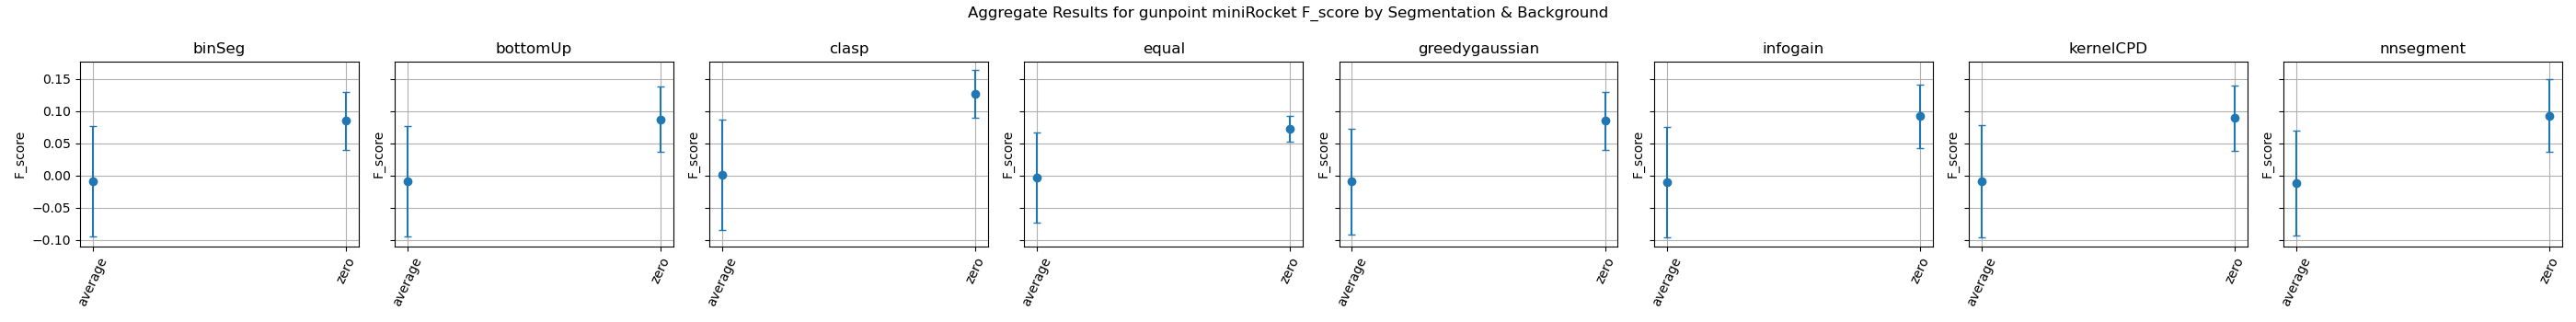 Aggregate Results for gunpoint miniRocket F_score by Segmentation & Background
binSeg
bottomUp
clasp
equal
greedygaussian
infogain
kernelCPD
nnsegment
F_score
0.15
0.10
0.05
0.00
−0.05
−0.10
average
zero
F_score
average
zero
F_score
average
zero
F_score
average
zero
F_score
average
zero
F_score
average
zero
F_score
average
zero
F_score
average
zero